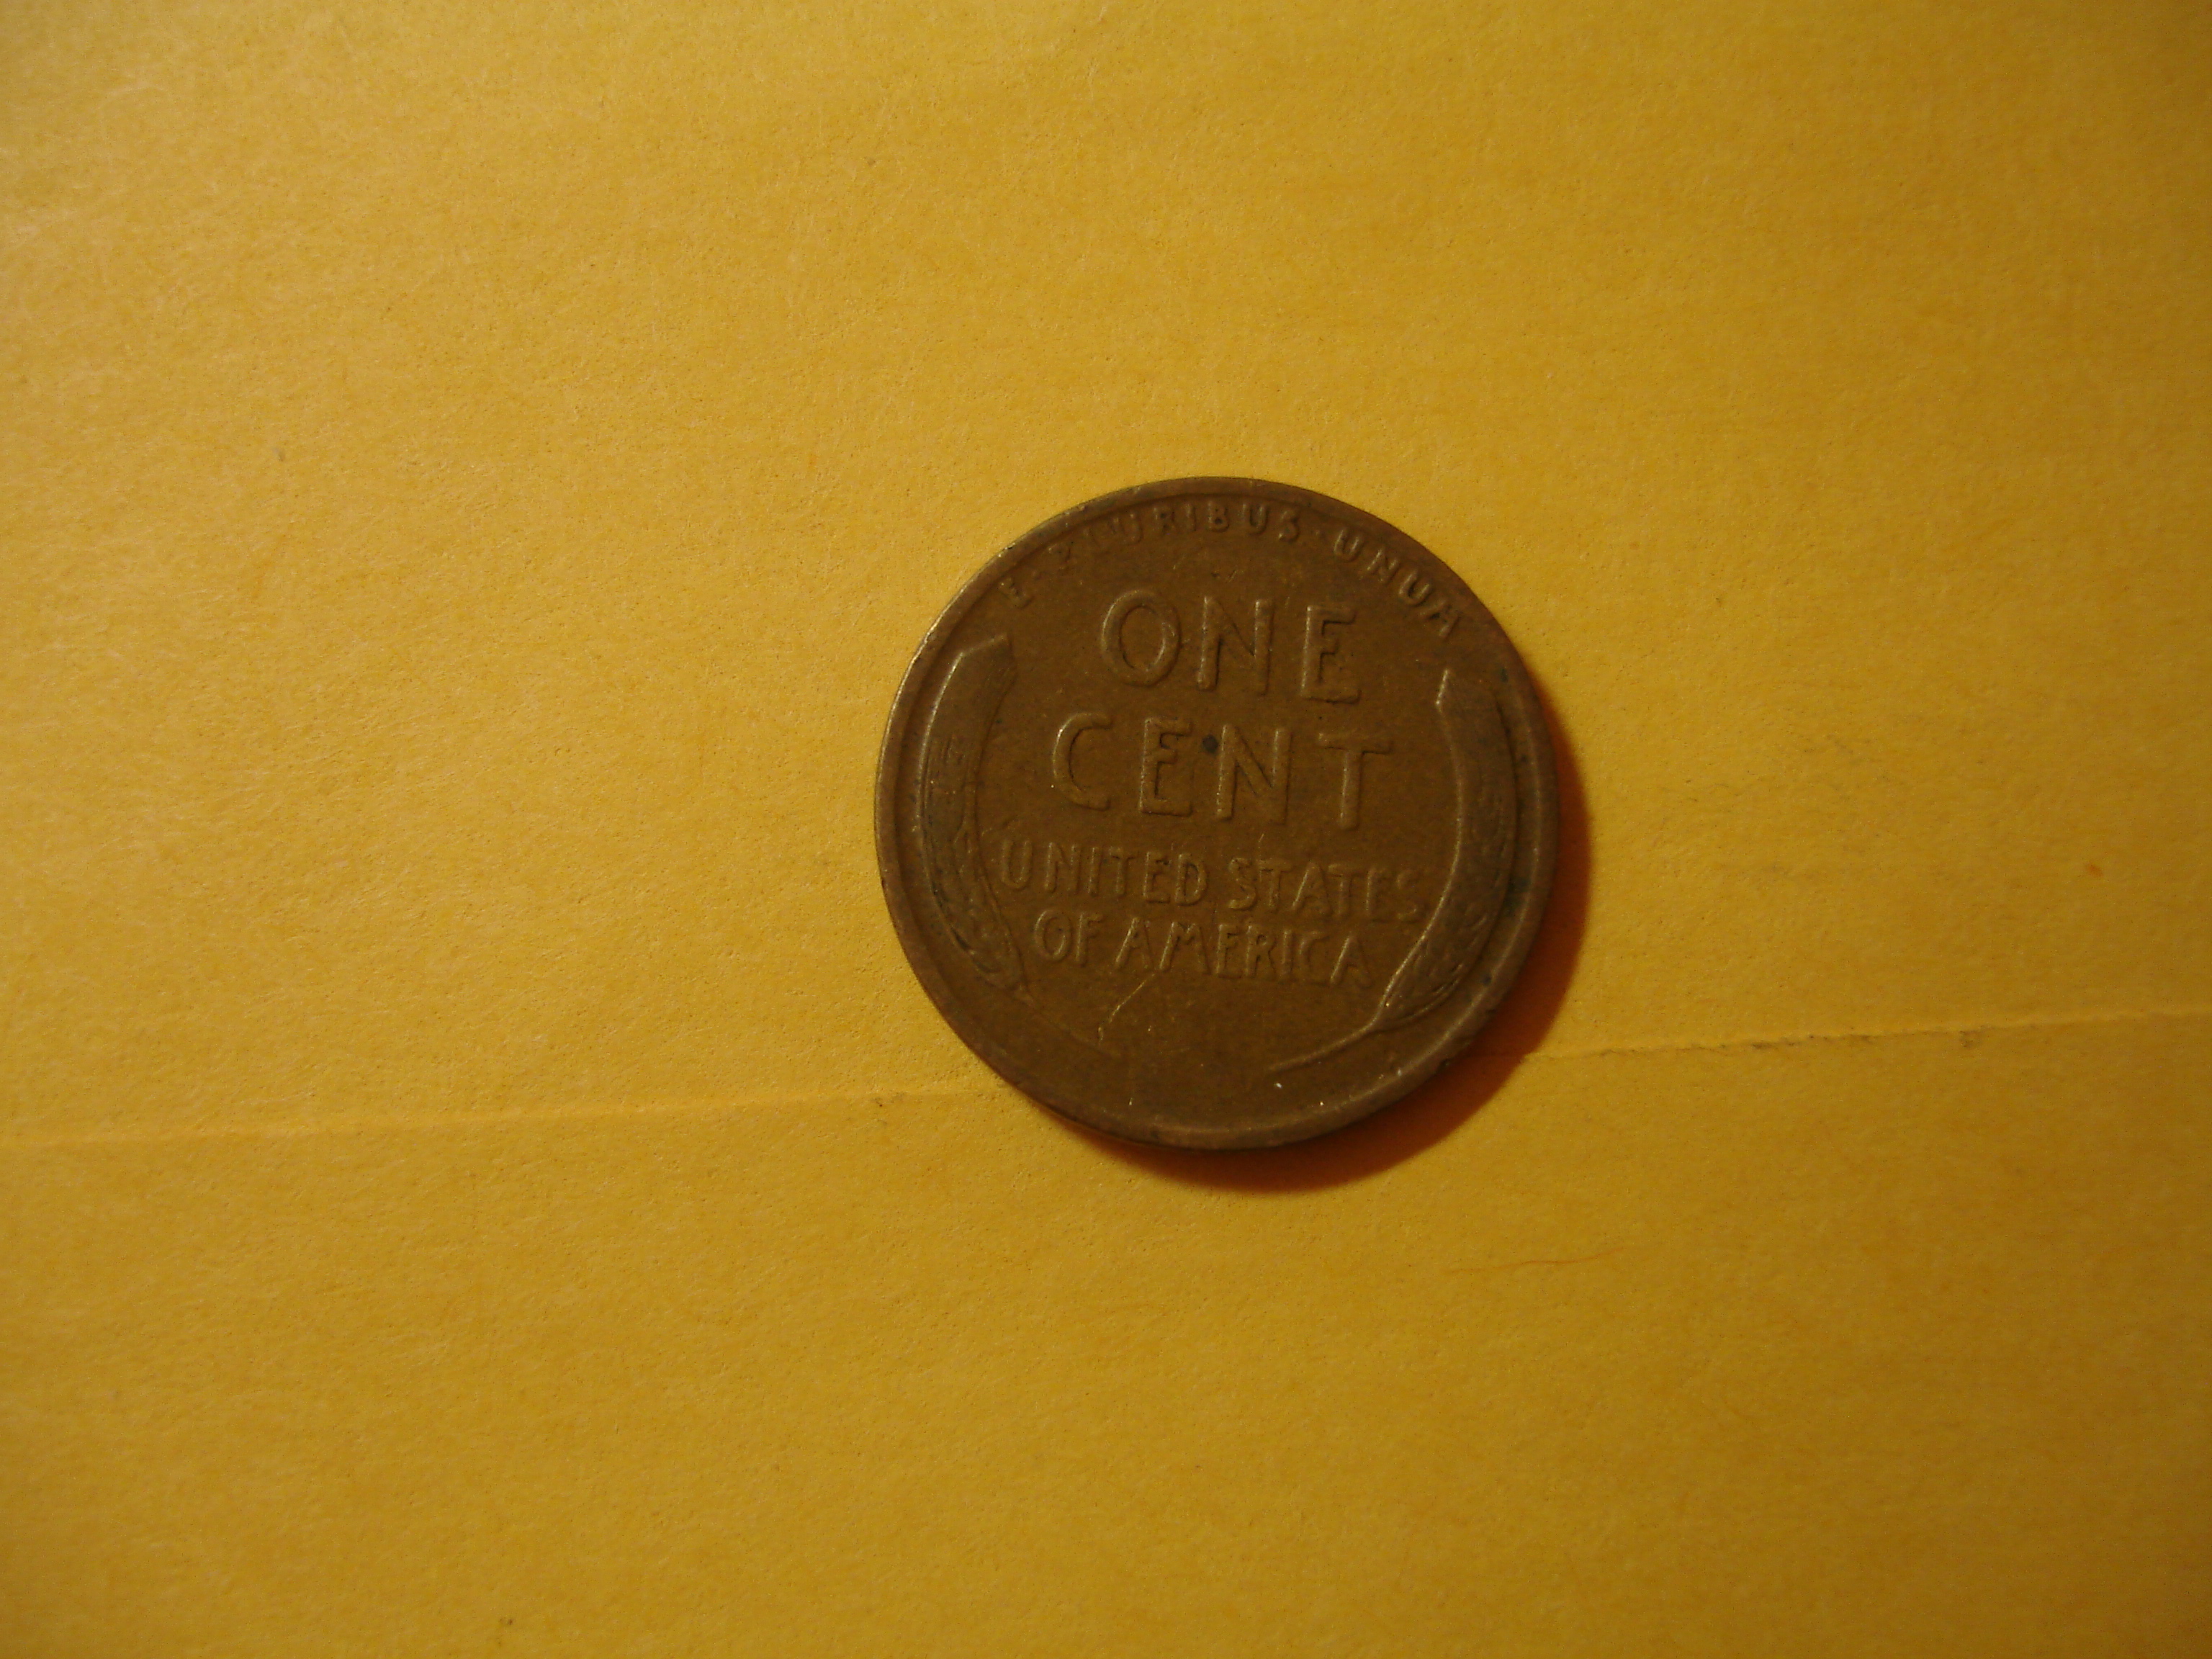 E · PLURIBUS · UNUM
ONE
CENT
UNITED STATES
OF AMERICA